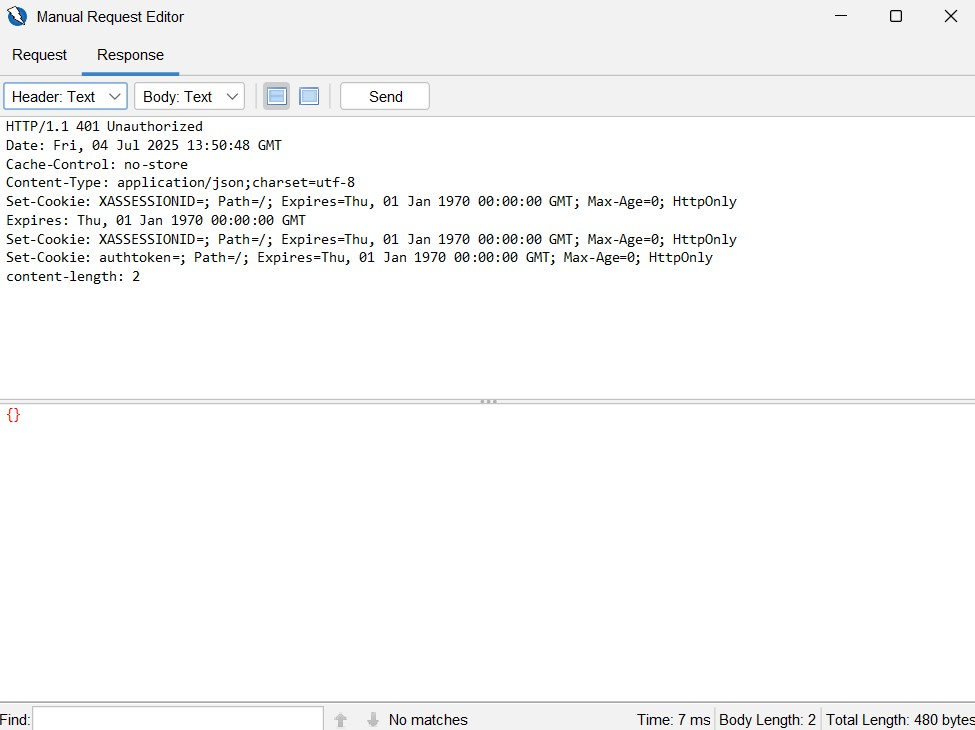 Manual Request Editor
Request Response
Header: Text Body: Text Send
HTTP/1.1 401 Unauthorized
Date: Fri, 04 Jul 2025 13:50:48 GMT
Cache-Control: no-store
Content-Type: application/json;charset=utf-8
Set-Cookie: XASSESSIONID=; Path=/; Expires=Thu, 01 Jan 1970 00:00:00 GMT; Max-Age=0; HttpOnly
Expires: Thu, 01 Jan 1970 00:00:00 GMT
Set-Cookie: XASSESSIONID=; Path=/; Expires=Thu, 01 Jan 1970 00:00:00 GMT; Max-Age=0; HttpOnly
Set-Cookie: authtoken=; Path=/; Expires=Thu, 01 Jan 1970 00:00:00 GMT; Max-Age=0; HttpOnly
content-length: 2
{}
Find: No matches Time: 7 ms Body Length: 2 Total Length: 480 bytes